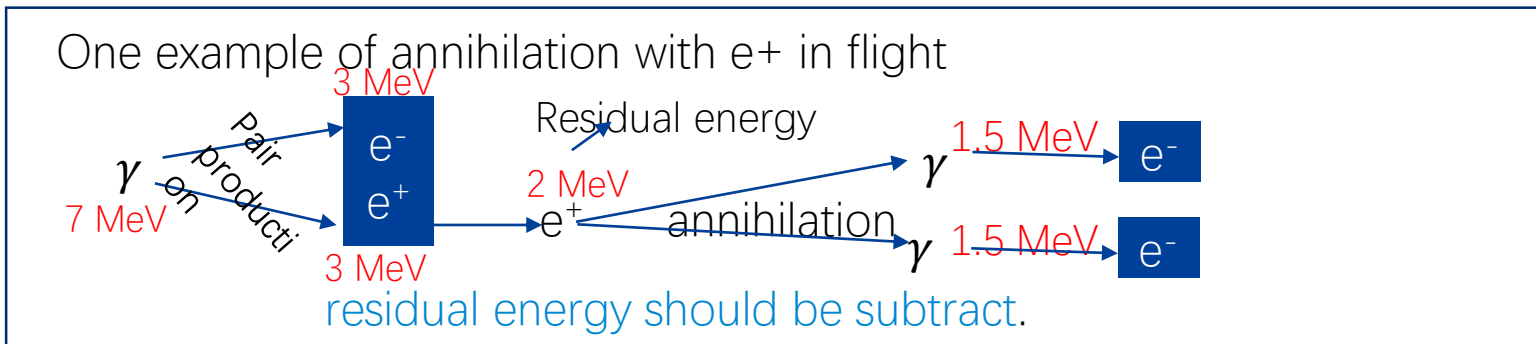 One example of annihilation with e+ in flight
3 MeV
Residual energy
Pair
producti
on
γ
7 MeV
e⁻
e⁺
3 MeV
2 MeV
e⁺
annihilation
γ
1.5 MeV
e⁻
γ
1.5 MeV
e⁻
residual energy should be subtract.